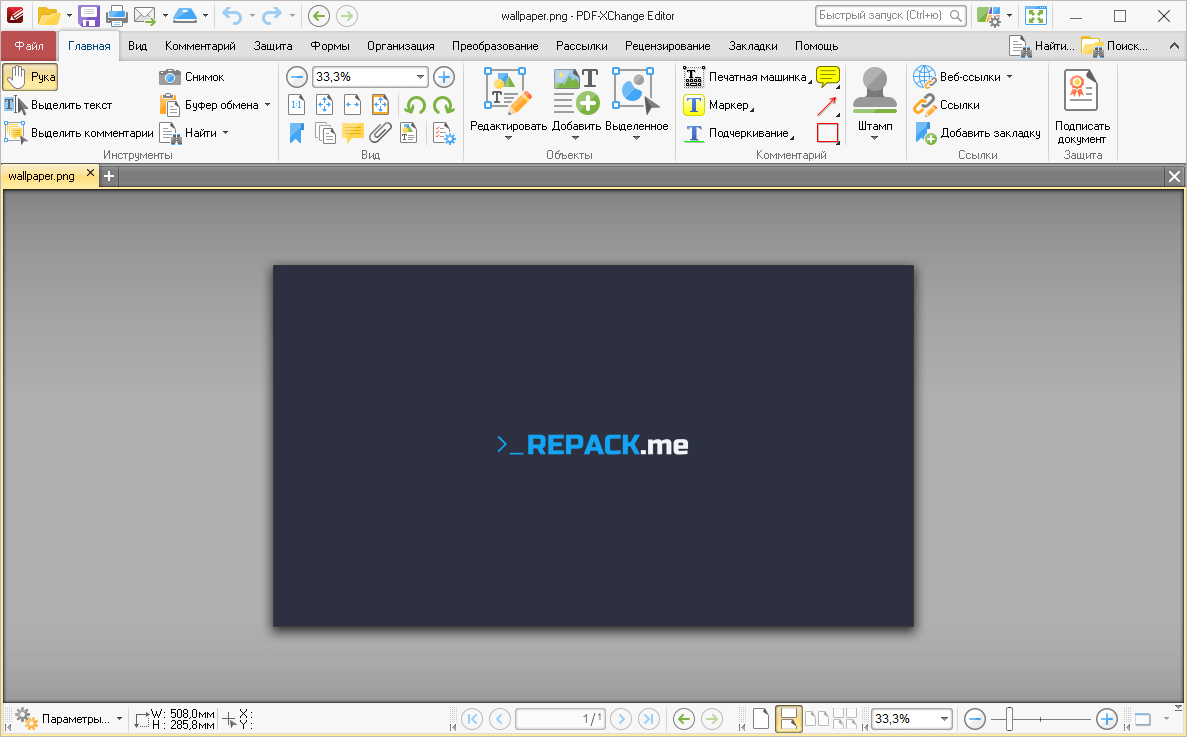 wallpaper.png - PDF-XChange Editor
Быстрый запуск (Ctrl+ю)
Файл
Главная
Вид
Комментарий
Защита
Формы
Организация
Преобразование
Рассылки
Рецензирование
Закладки
Помощь
Найти...
Поиск...
Рука
Выделить текст
Выделить комментарии
Снимок
Буфер обмена
Найти
Инструменты
33,3%
1:1
Вид
Редактировать
Добавить
Выделенное
Объекты
Печатная машинка
Маркер
Подчеркивание
Штамп
Комментарий
Веб-ссылки
Ссылки
Добавить закладку
Ссылки
Подписать
документ
Защита
wallpaper.png
>_REPACK.me
Параметры...
W: 508,0мм
H: 285,8мм
X:
Y:
1/1
33,3%